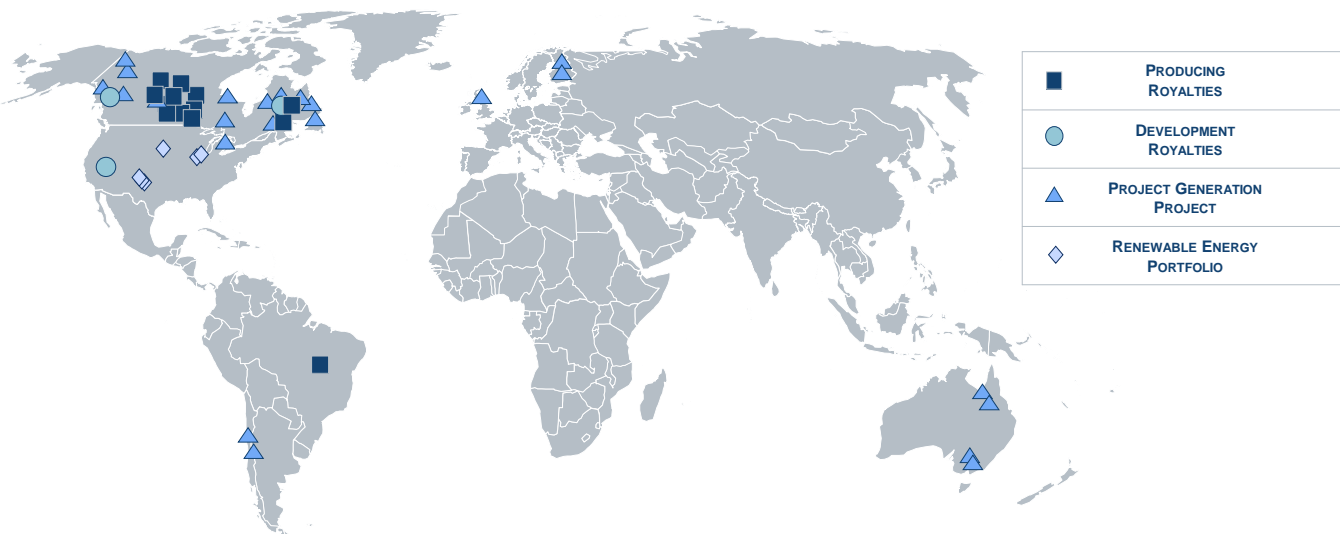 PRODUCING
ROYALTIES
DEVELOPMENT
ROYALTIES
PROJECT GENERATION
PROJECT
RENEWABLE ENERGY
PORTFOLIO